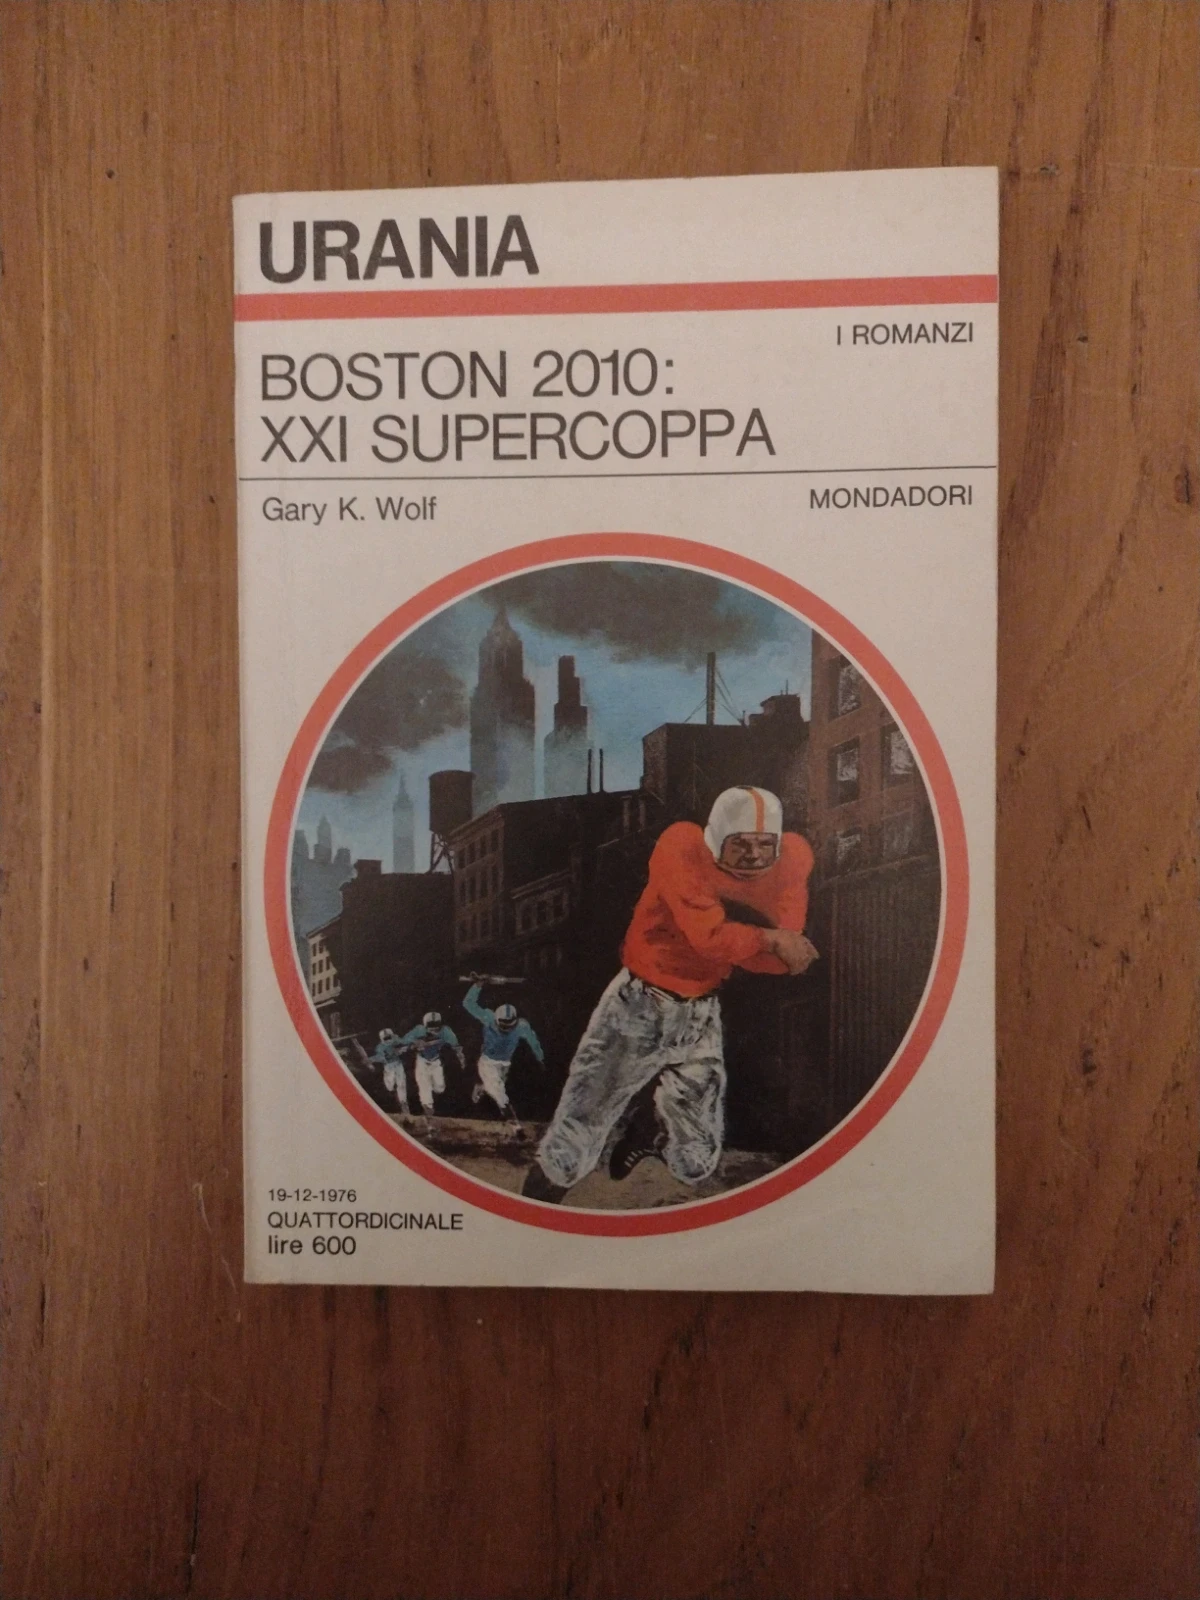 URANIA
I ROMANZI
BOSTON 2010:
XXI SUPERCOPPA
Gary K. Wolf
MONDADORI
19-12-1976
QUATTORDICINALE
lire 600